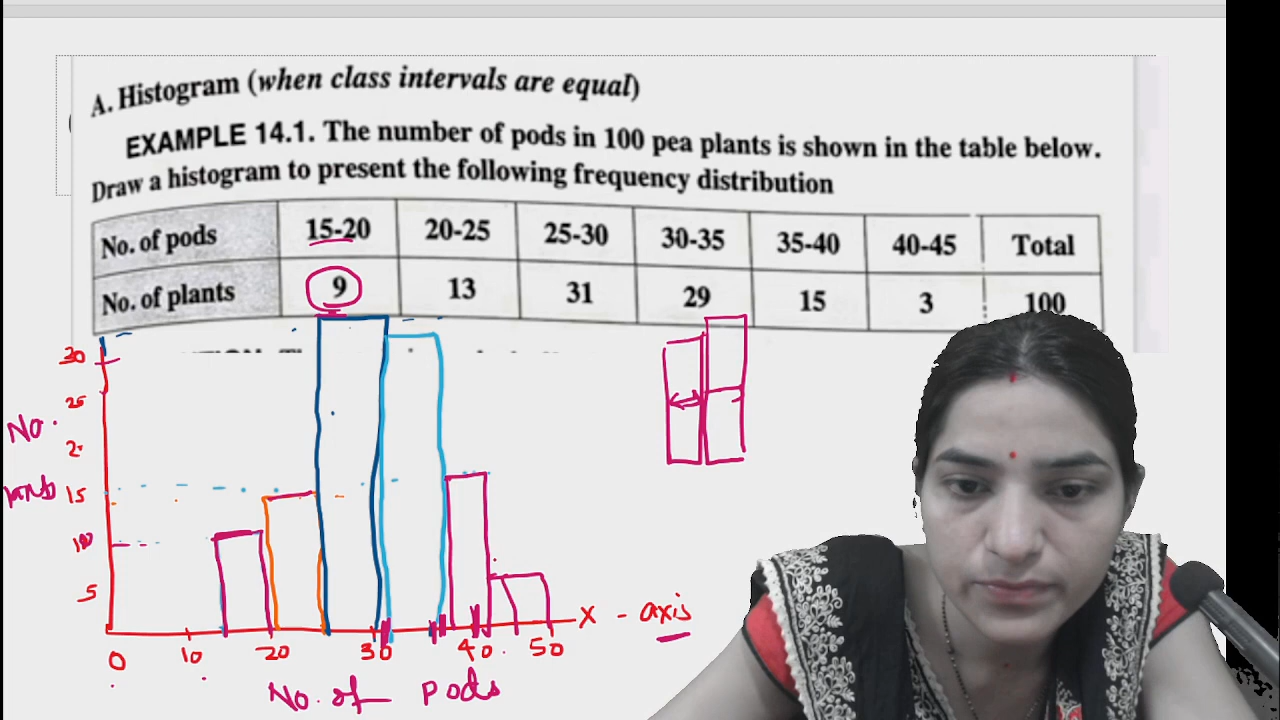 A. Histogram (when class intervals are equal)
EXAMPLE 14.1. The number of pods in 100 pea plants is shown in the table below.
Draw a histogram to present the following frequency distribution
No. of pods 15-20 20-25 25-30 30-35 35-40 40-45 Total
No. of plants 9 13 31 29 15 3 100
30
25
No.
2
15
10
5
X - axis
0 10 20 30 40 50
No. of pods